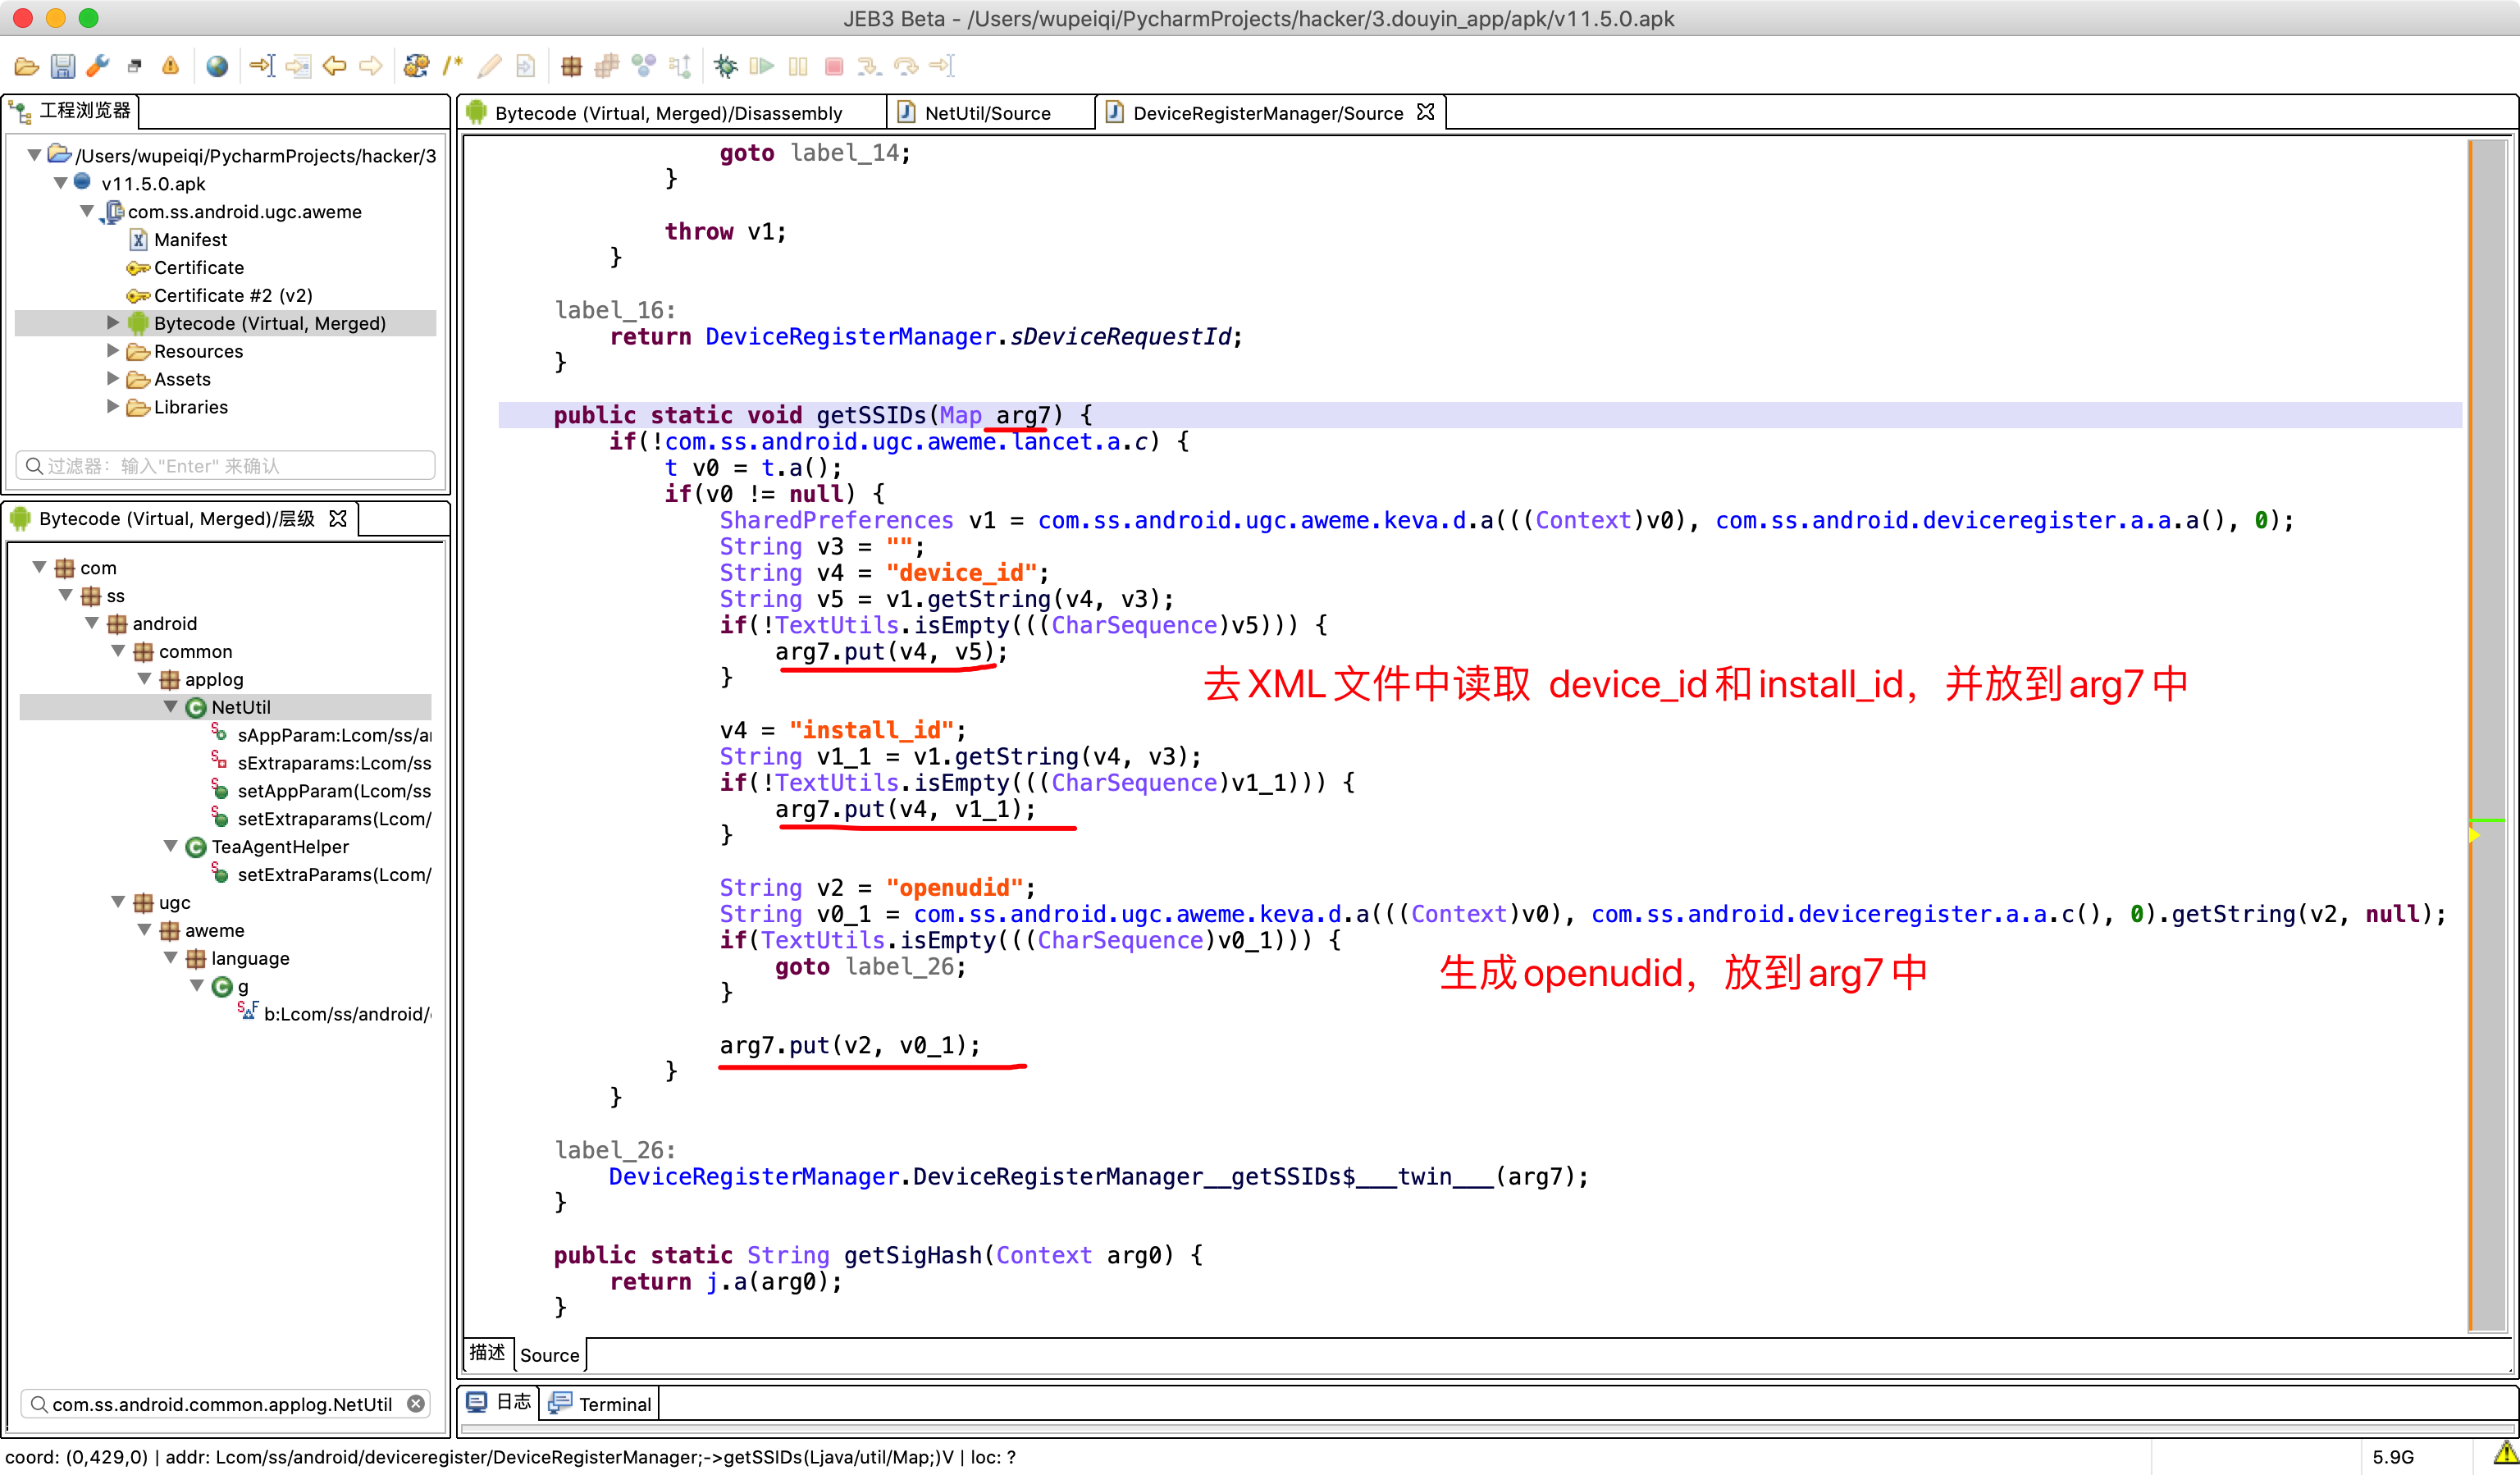 JEB3 Beta - /Users/wupeiqi/PycharmProjects/hacker/3.douyin_app/apk/v11.5.0.apk
工程浏览器
/Users/wupeiqi/PycharmProjects/hacker/3
v11.5.0.apk
com.ss.android.ugc.aweme
Manifest
Certificate
Certificate #2 (v2)
Bytecode (Virtual, Merged)
Resources
Assets
Libraries
过滤器: 输入"Enter" 来确认
Bytecode (Virtual, Merged)/层级
com
ss
android
common
applog
NetUtil
sAppParam:Lcom/ss/a
sExtraparams:Lcom/ss
setAppParam(Lcom/ss
setExtraparams(Lcom/
TeaAgentHelper
setExtraParams(Lcom/
ugc
aweme
language
g
b:Lcom/ss/android/
com.ss.android.common.applog.NetUtil
Bytecode (Virtual, Merged)/Disassembly
NetUtil/Source
DeviceRegisterManager/Source
goto label_14;
}
throw v1;
}
label_16:
return DeviceRegisterManager.sDeviceRequestId;
}
public static void getSSIDs(Map arg7) {
if(!com.ss.android.ugc.aweme.lancet.a.c) {
t v0 = t.a();
if(v0 != null) {
SharedPreferences v1 = com.ss.android.ugc.aweme.keva.d.a(((Context)v0), com.ss.android.deviceregister.a.a.a(), 0);
String v3 = "";
String v4 = "device_id";
String v5 = v1.getString(v4, v3);
if(!TextUtils.isEmpty(((CharSequence)v5))) {
arg7.put(v4, v5);
}
去XML文件中读取 device_id和install_id，并放到arg7中
v4 = "install_id";
String v1_1 = v1.getString(v4, v3);
if(!TextUtils.isEmpty(((CharSequence)v1_1))) {
arg7.put(v4, v1_1);
}
String v2 = "openudid";
String v0_1 = com.ss.android.ugc.aweme.keva.d.a(((Context)v0), com.ss.android.deviceregister.a.a.c(), 0).getString(v2, null);
if(TextUtils.isEmpty(((CharSequence)v0_1))) {
goto label_26;
}
生成openudid，放到arg7中
arg7.put(v2, v0_1);
}
}
label_26:
DeviceRegisterManager.DeviceRegisterManager__getSSIDs$___twin___(arg7);
}
public static String getSigHash(Context arg0) {
return j.a(arg0);
}
描述
Source
日志
Terminal
coord: (0,429,0) | addr: Lcom/ss/android/deviceregister/DeviceRegisterManager;->getSSIDs(Ljava/util/Map;)V | loc: ?
5.9G